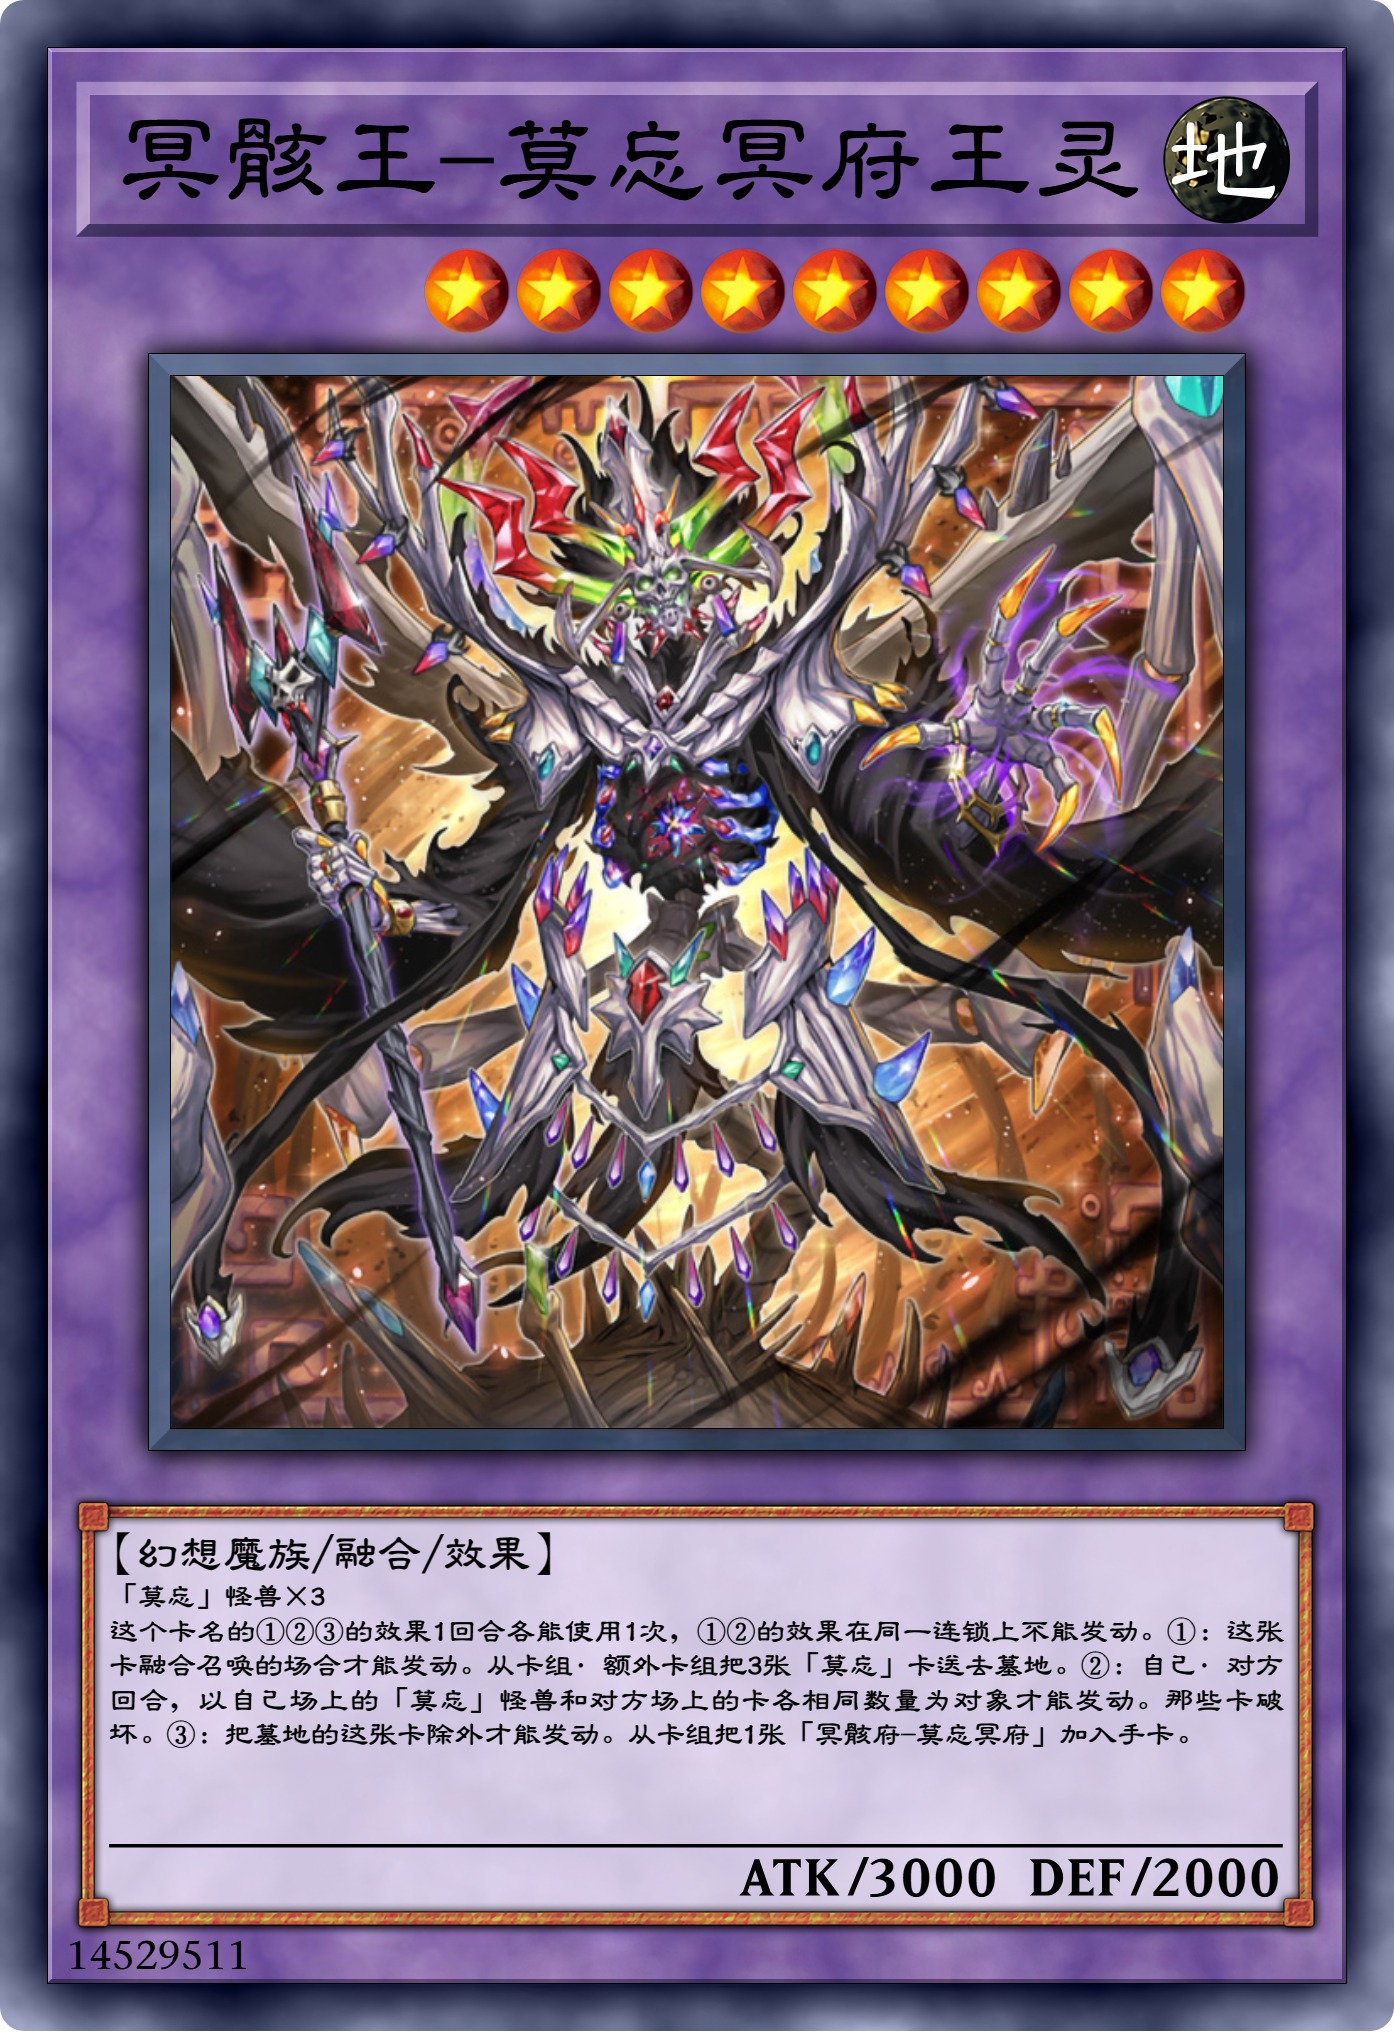 冥骸王-莫忘冥府王灵 地
【幻想魔族/融合/效果】
「莫忘」怪兽×3
这个卡名的①②③的效果1回合各能使用1次，①②的效果在同一连锁上不能发动。①：这张
卡融合召唤的场合才能发动。从卡组·额外卡组把3张「莫忘」卡送去墓地。②：自己·对方
回合，以自己场上的「莫忘」怪兽和对方场上的卡各相同数量为对象才能发动。那些卡破
坏。③：把墓地的这张卡除外才能发动。从卡组把1张「冥骸府-莫忘冥府」加入手卡。
ATK/3000 DEF/2000
14529511